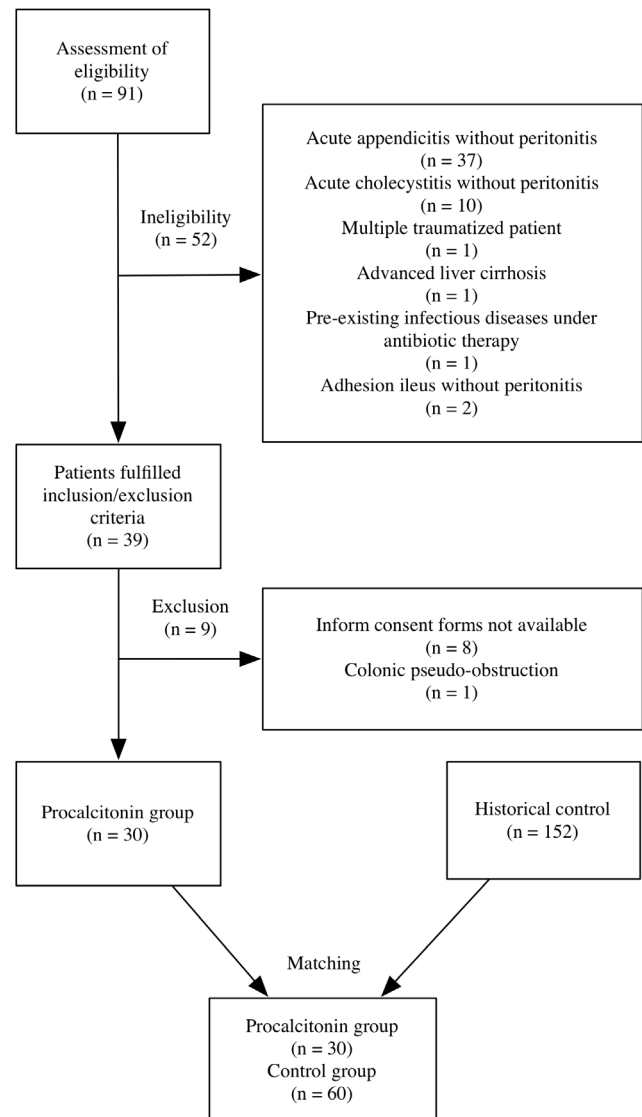 Assessment of
eligibility
(n = 91)
Acute appendicitis without peritonitis
(n = 37)
Acute cholecystitis without peritonitis
(n = 10)
Multiple traumatized patient
(n = 1)
Advanced liver cirrhosis
(n = 1)
Pre-existing infectious diseases under
antibiotic therapy
(n = 1)
Adhesion ileus without peritonitis
(n = 2)
Ineligibility
(n = 52)
Patients fulfilled
inclusion/exclusion
criteria
(n = 39)
Exclusion
(n = 9)
Inform consent forms not available
(n = 8)
Colonic pseudo-obstruction
(n = 1)
Procalcitonin group
(n = 30)
Historical control
(n = 152)
Matching
Procalcitonin group
(n = 30)
Control group
(n = 60)